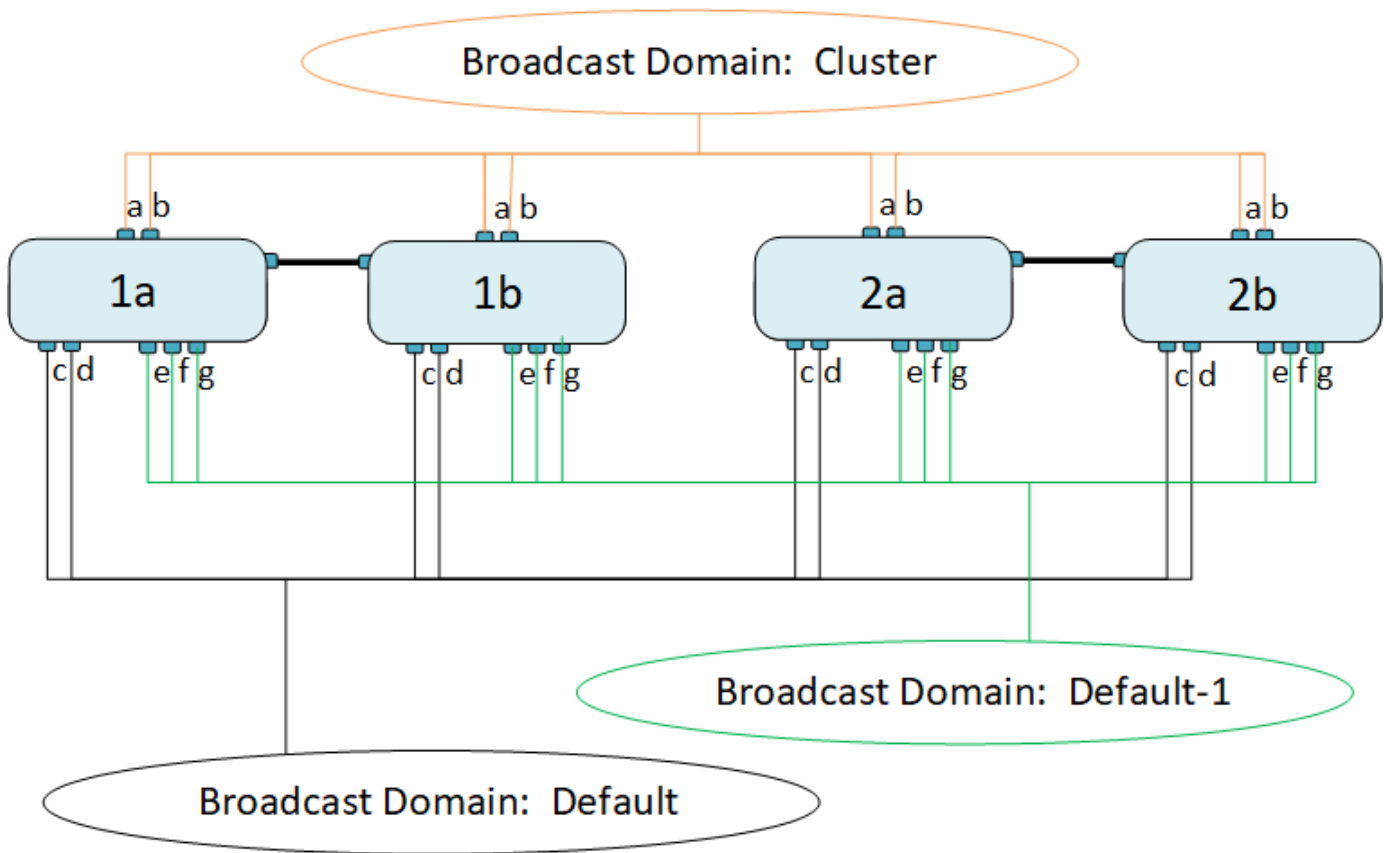 Broadcast Domain: Cluster
a b a b a b a b
1a 1b 2a 2b
c d e f g c d e f g c d e f g c d e f g
Broadcast Domain: Default-1
Broadcast Domain: Default